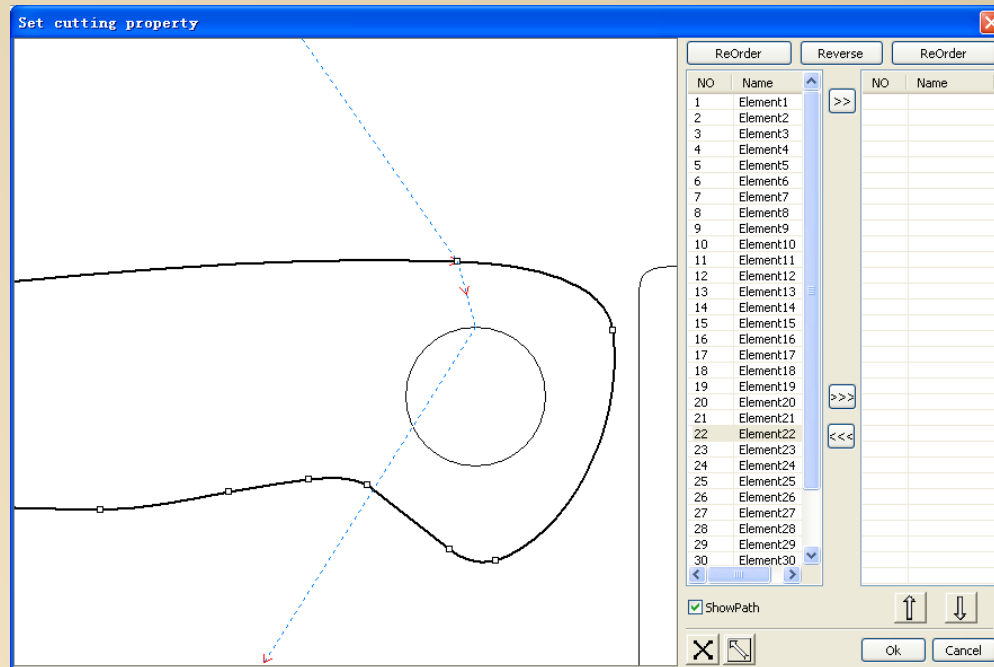 Set cutting property
ReOrder Reverse ReOrder
NO Name >> NO Name
1 Element1
2 Element2
3 Element3
4 Element4
5 Element5
6 Element6
7 Element7
8 Element8
9 Element9
10 Element10
11 Element11
12 Element12
13 Element13
14 Element14
15 Element15
16 Element16
17 Element17
18 Element18
19 Element19
20 Element20 >>>
21 Element21
22 Element22 <<<
23 Element23
24 Element24
25 Element25
26 Element26
27 Element27
28 Element28
29 Element29
30 Element30
ShowPath
Ok Cancel